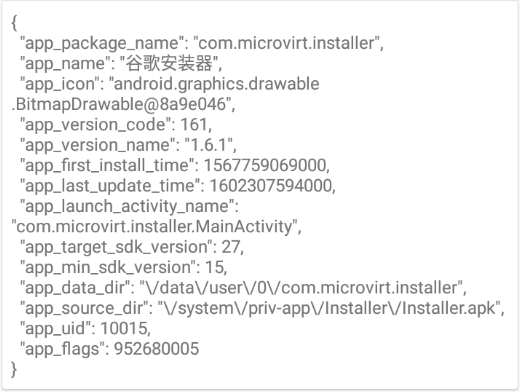 {
"app_package_name": "com.microvirt.installer",
"app_name": "谷歌安装器",
"app_icon": "android.graphics.drawable
.BitmapDrawable@8a9e046",
"app_version_code": 161,
"app_version_name": "1.6.1",
"app_first_install_time": 1567759069000,
"app_last_update_time": 1602307594000,
"app_launch_activity_name":
"com.microvirt.installer.MainActivity",
"app_target_sdk_version": 27,
"app_min_sdk_version": 15,
"app_data_dir": "\/data\/user\/0\/com.microvirt.installer",
"app_source_dir": "\/system\/priv-app\/Installer\/Installer.apk",
"app_uid": 10015,
"app_flags": 952680005
}